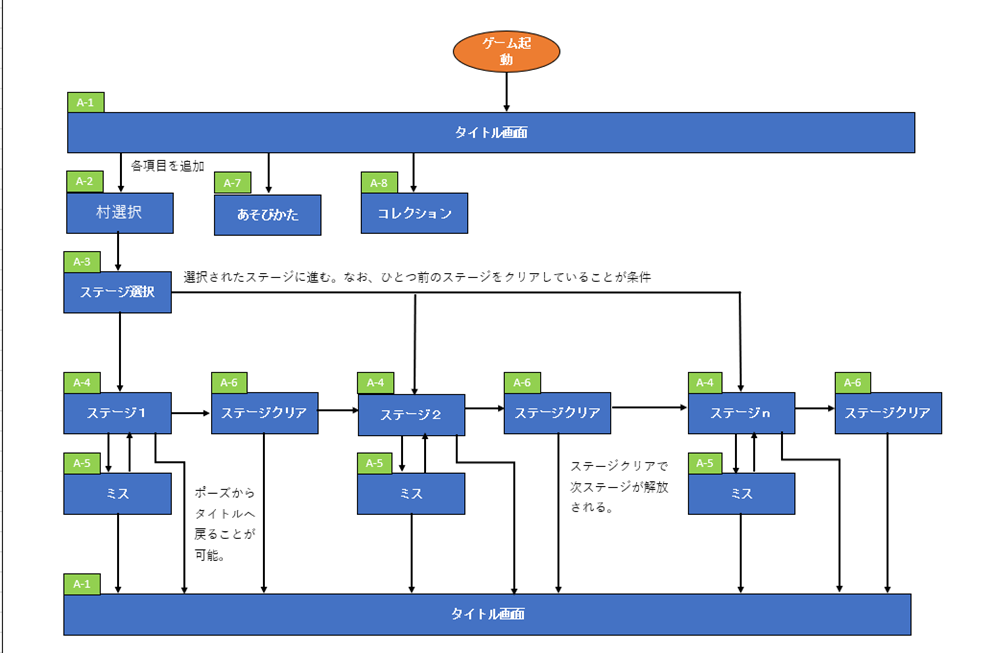 ゲーム起
動
A-1
タイトル画面
各項目を追加
A-2
村選択
A-7
あそびかた
A-8
コレクション
A-3
ステージ選択
選択されたステージに進む。なお、ひとつ前のステージをクリアしていることが条件
A-4
ステージ１
A-6
ステージクリア
A-4
ステージ２
A-6
ステージクリア
A-4
ステージｎ
A-6
ステージクリア
A-5
ミス
ポーズから
タイトルへ
戻ることが
可能。
A-5
ミス
ステージクリアで
次ステージが解放
される。
A-5
ミス
A-1
タイトル画面